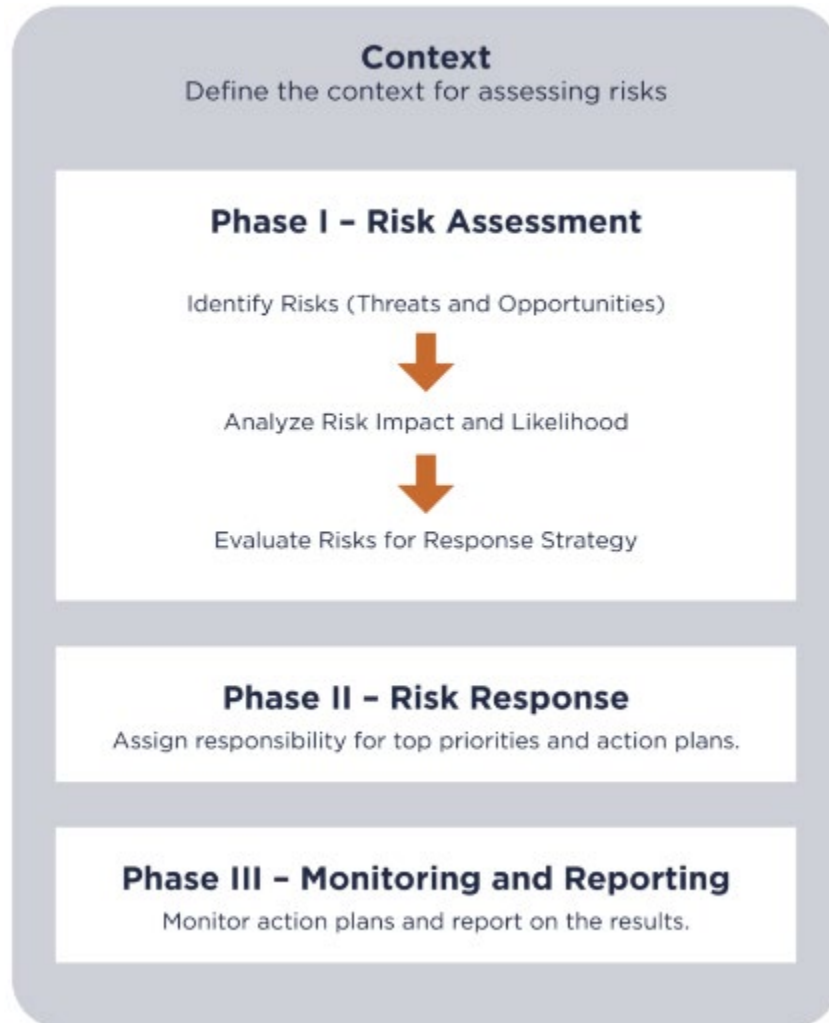 Context
Define the context for assessing risks
Phase I – Risk Assessment
Identify Risks (Threats and Opportunities)
Analyze Risk Impact and Likelihood
Evaluate Risks for Response Strategy
Phase II – Risk Response
Assign responsibility for top priorities and action plans.
Phase III – Monitoring and Reporting
Monitor action plans and report on the results.